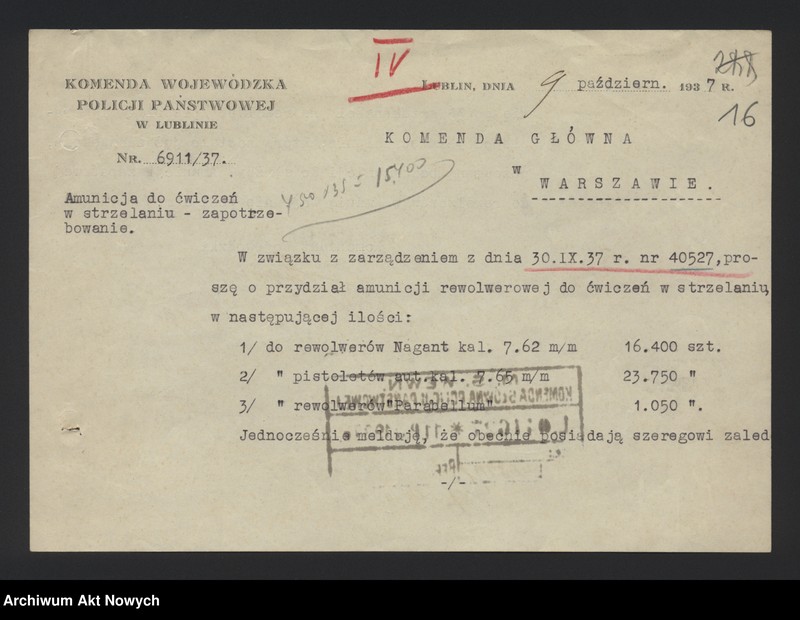 IV
KOMENDA WOJEWÓDZKA
POLICJI PAŃSTWOWEJ
W LUBLINIE
NR. 6911/37.
LUBLIN, DNIA 9 październ. 1937 R.
16
KOMENDA GŁÓWNA
W
WARSZAWIE.
Amunicja do ćwiczeń
w strzelaniu - zapotrze-
bowanie.
W związku z zarządzeniem z dnia 30.IX.37 r. nr 40527, pro-
szę o przydział amunicji rewolwerowej do ćwiczeń w strzelaniu,
w następującej ilości:
1/ do rewolwerów Nagant kal. 7.62 m/m 16.400 szt.
2/ " pistoletów aut.kal. 7.65 m/m 23.750 "
3/ " rewolwerów "Parabellum" 1.050 ".
Jednocześnie melduję, że obecnie posiadają szeregowi zaled
-/-
Archiwum Akt Nowych